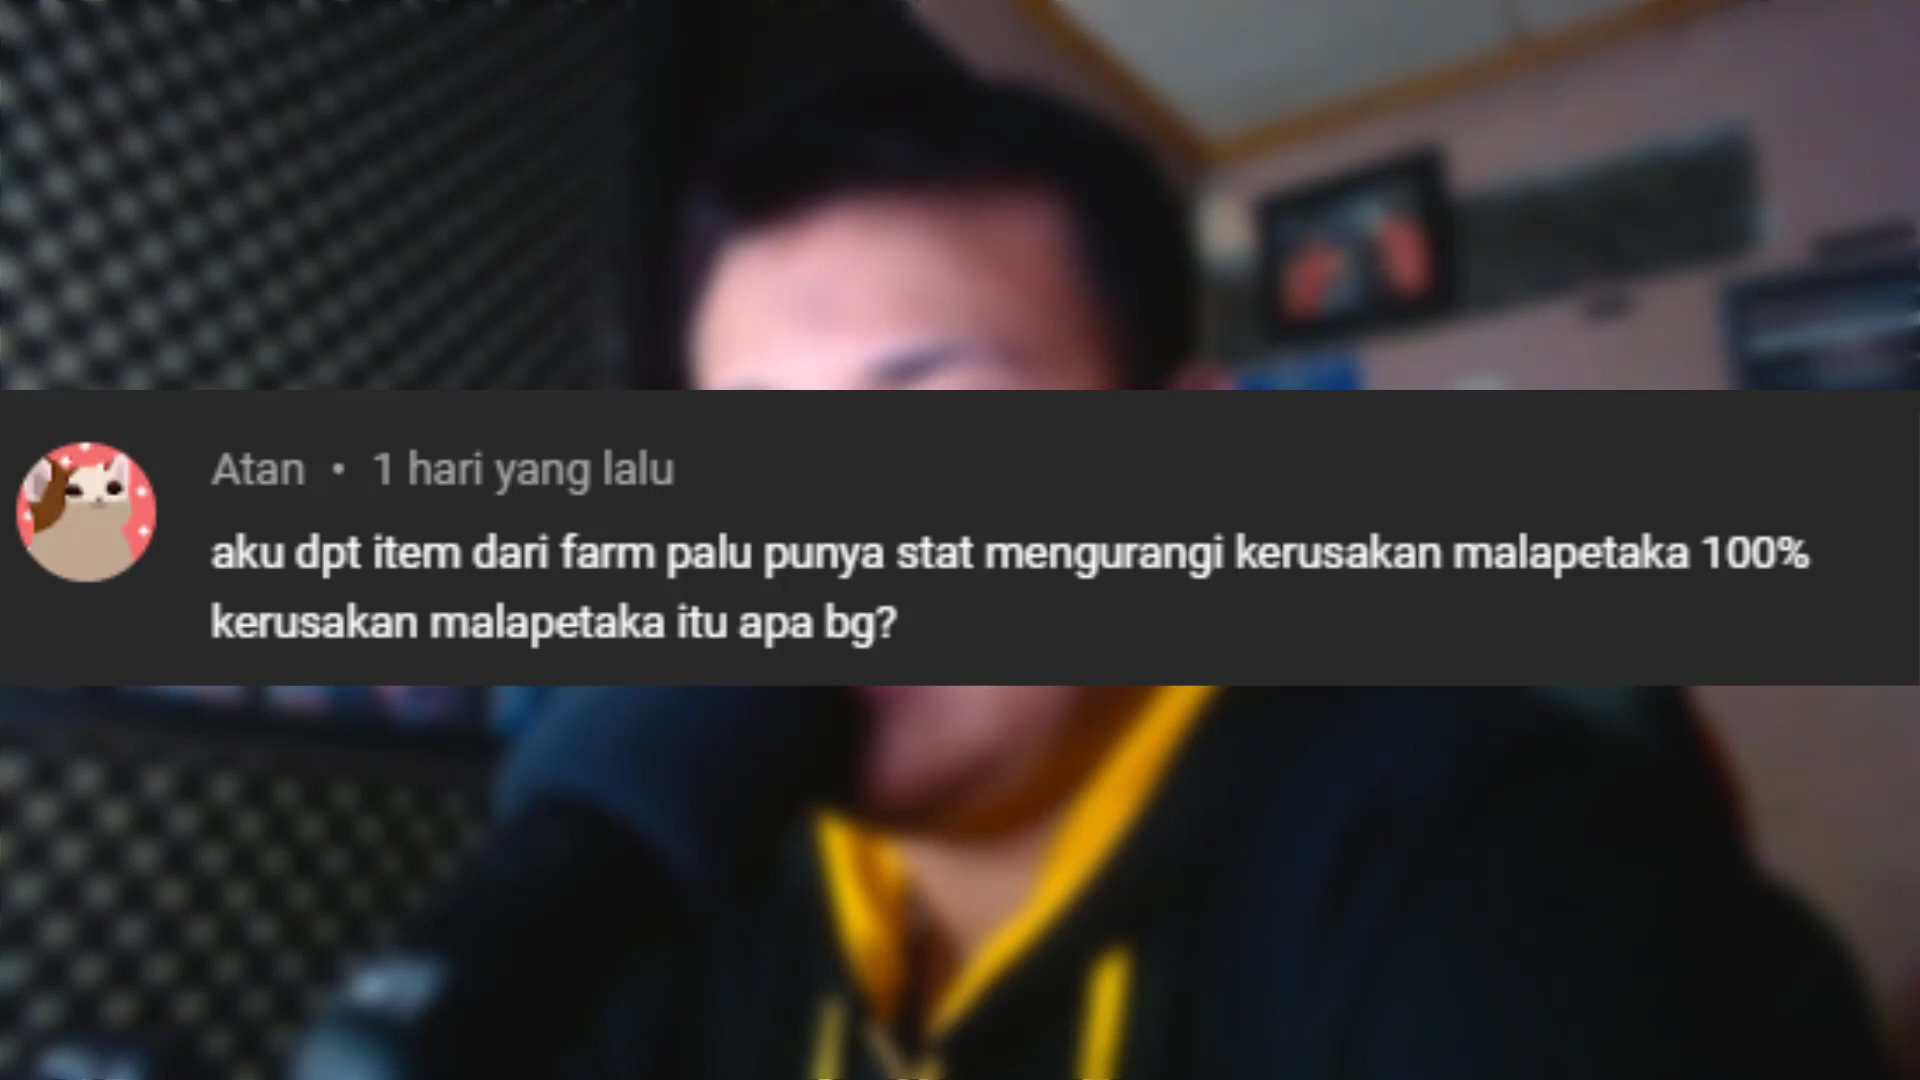 Atan • 1 hari yang lalu
aku dpt item dari farm palu punya stat mengurangi kerusakan malapetaka 100%
kerusakan malapetaka itu apa bg?